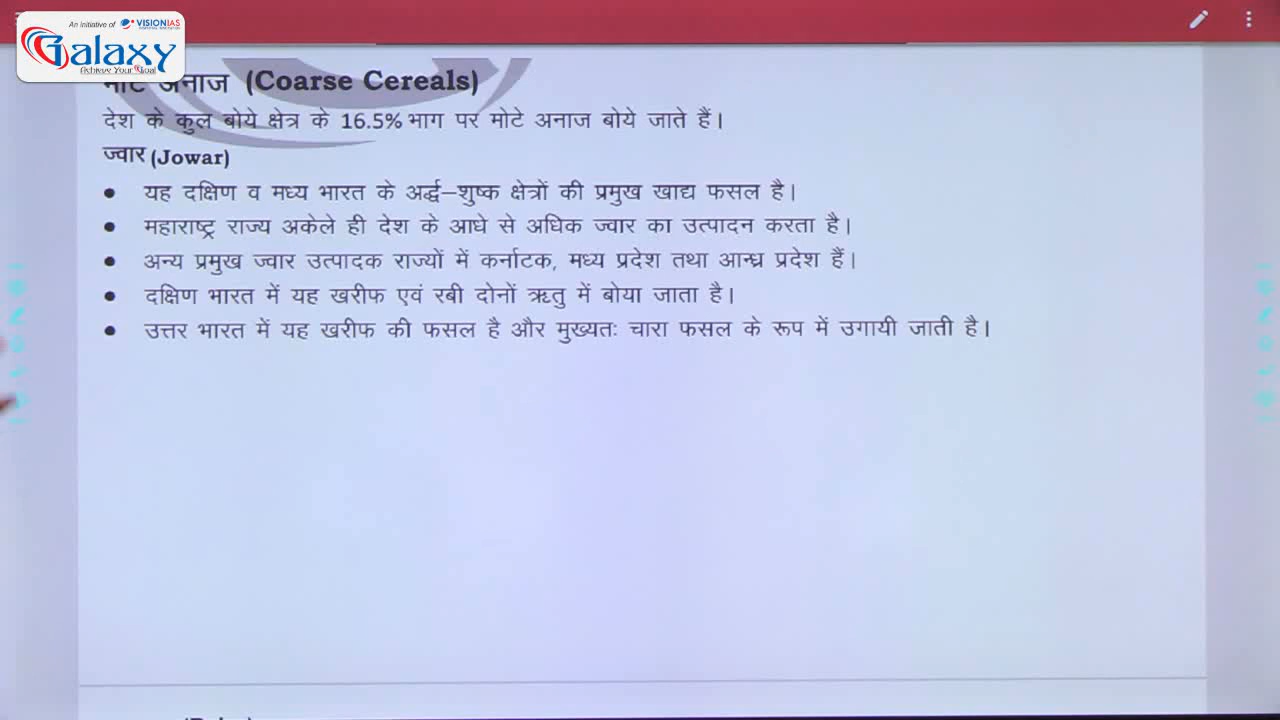 An initiative of VISIONIAS
Galaxy
Achieve Your Goal
मोटे अनाज (Coarse Cereals)
देश के कुल बोये क्षेत्र के 16.5% भाग पर मोटे अनाज बोये जाते हैं।
ज्वार (Jowar)
• यह दक्षिण व मध्य भारत के अर्द्ध–शुष्क क्षेत्रों की प्रमुख खाद्य फसल है।
• महाराष्ट्र राज्य अकेले ही देश के आधे से अधिक ज्वार का उत्पादन करता है।
• अन्य प्रमुख ज्वार उत्पादक राज्यों में कर्नाटक, मध्य प्रदेश तथा आन्ध्र प्रदेश हैं।
• दक्षिण भारत में यह खरीफ एवं रबी दोनों ऋतु में बोया जाता है।
• उत्तर भारत में यह खरीफ की फसल है और मुख्यतः चारा फसल के रूप में उगायी जाती है।